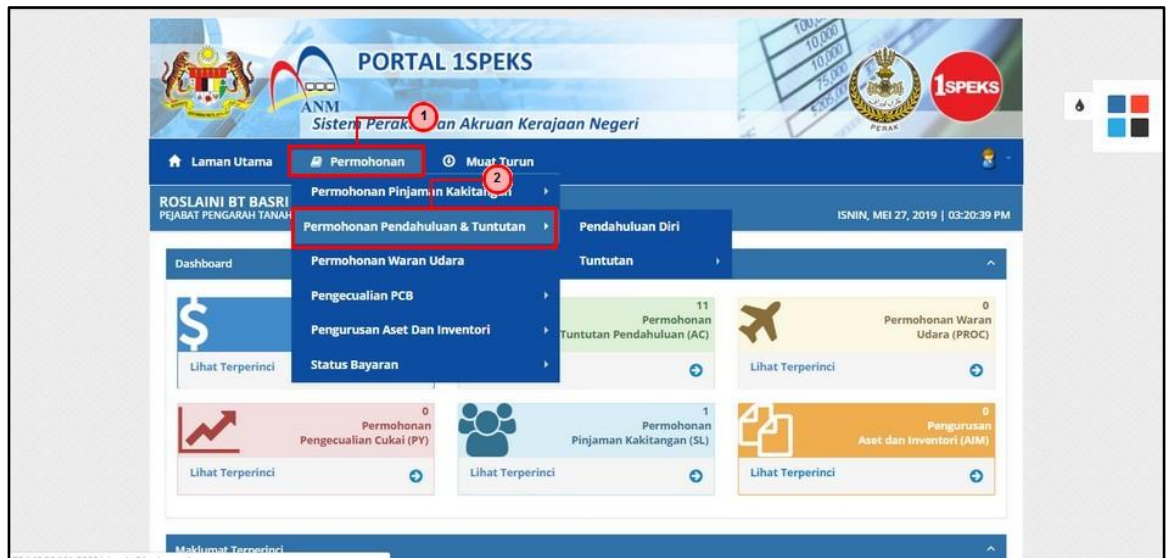 PORTAL 1SPEKS
ANM
Sistem Perak an Akruan Kerajaan Negeri
1SPEKS
PERAK
1
Laman Utama
Permohonan
Muat Turun
2
ROSLAINI BT BASRI
PEJABAT PENGARAH TANAH
ISNIN, MEI 27, 2019 | 03:20:39 PM
Permohonan Pinjaman Kakitangan
Permohonan Pendahuluan & Tuntutan
Pendahuluan Diri
Permohonan Waran Udara
Tuntutan
Pengecualian PCB
Pengurusan Aset Dan Inventori
Status Bayaran
Dashboard
Lihat Terperinci
11
Permohonan
Tuntutan Pendahuluan (AC)
0
Permohonan Waran
Udara (PROC)
Lihat Terperinci
0
Permohonan
Pengecualian Cukai (PY)
Lihat Terperinci
1
Permohonan
Pinjaman Kakitangan (SL)
Lihat Terperinci
0
Pengurusan
Aset dan Inventori (AIM)
Lihat Terperinci
Maklumat Terperinci